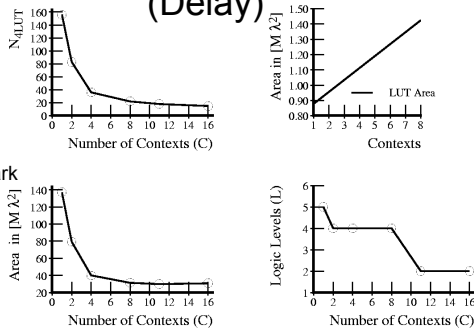 (Delay)
N4LUT
160
140
120
100
80
60
40
20
0
0 2 4 6 8 10 12 14 16
Number of Contexts (C)
Area in [M λ²]
1.50
1.40
1.30
1.20
1.10
1.00
0.90
0.80
LUT Area
1 2 3 4 5 6 7 8
Contexts
rk
Area in [M λ²]
140
120
100
80
60
40
20
0 2 4 6 8 10 12 14 16
Number of Contexts (C)
Logic Levels (L)
6
5
4
3
2
1
0 2 4 6 8 10 12 14 16
Number of Contexts (C)